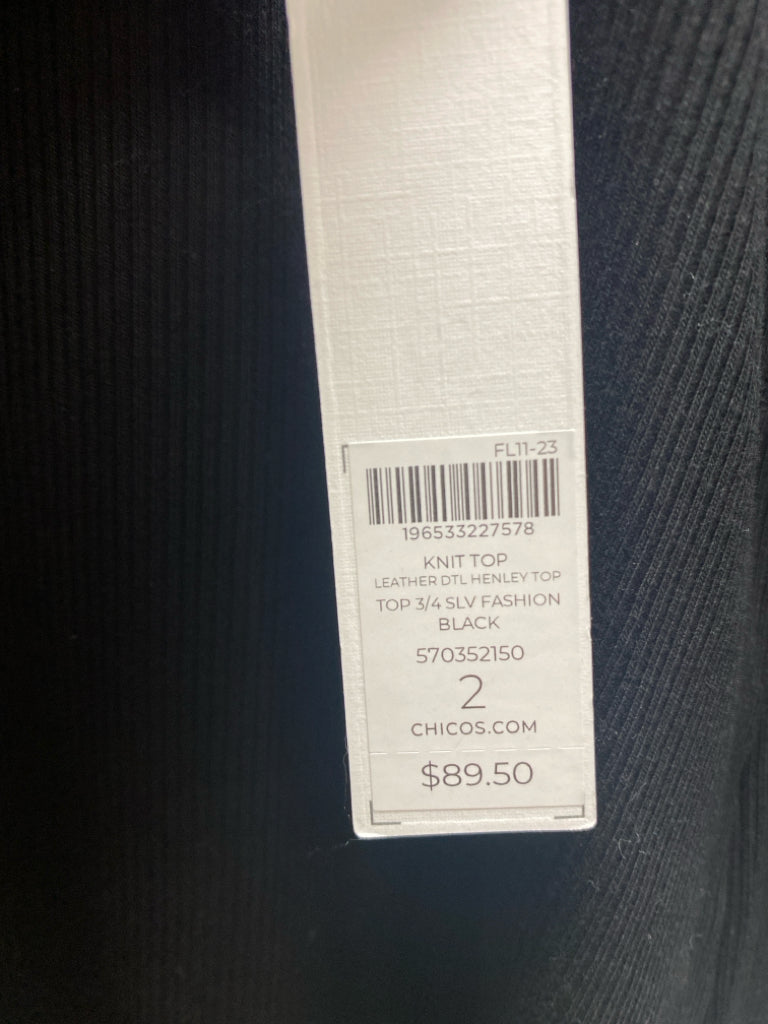 FL11-23
196533227578
KNIT TOP
LEATHER DTL HENLEY TOP
TOP 3/4 SLV FASHION
BLACK
570352150
2
CHICOS.COM
$89.50